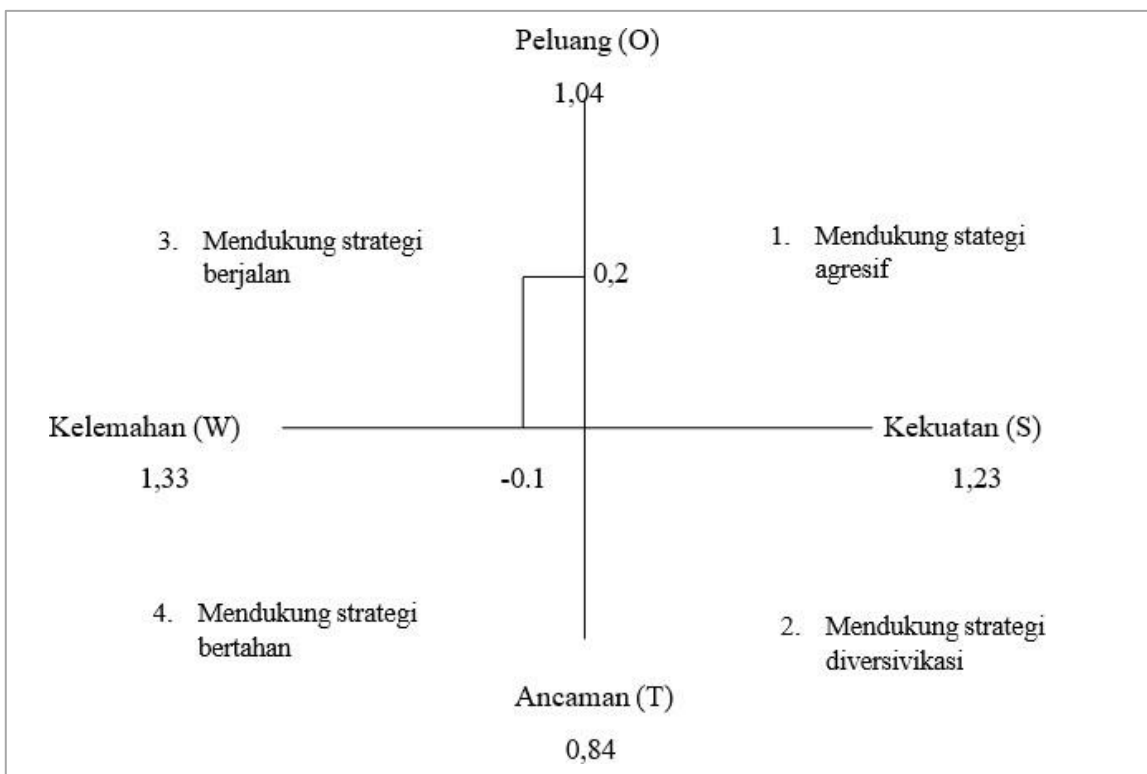 Peluang (O)
1,04
3. Mendukung strategi
berjalan
1. Mendukung stategi
agresif
0,2
Kelemahan (W)
1,33
-0.1
Kekuatan (S)
1,23
4. Mendukung strategi
bertahan
2. Mendukung strategi
diversivikasi
Ancaman (T)
0,84